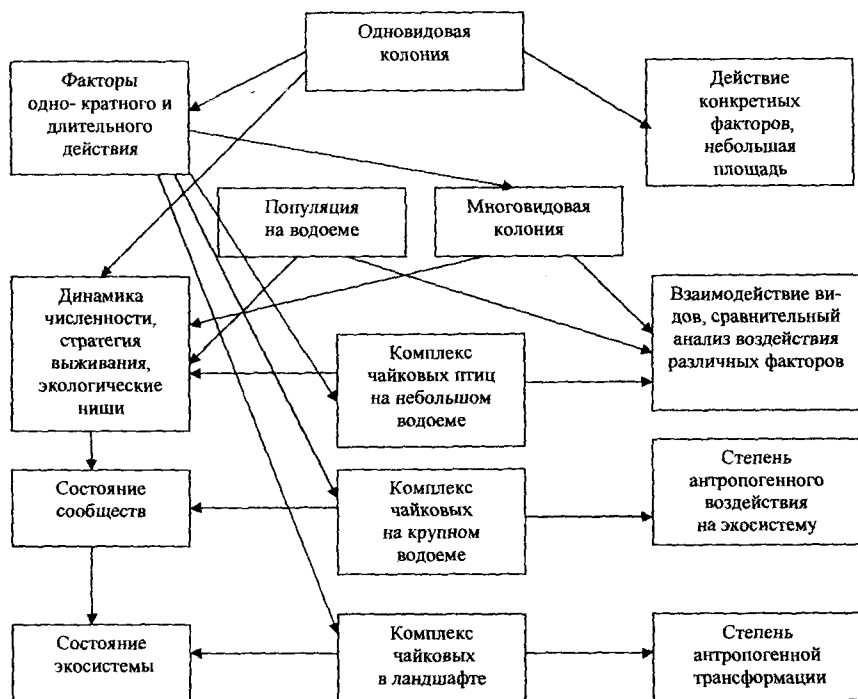 Одновидовая
колония
Факторы
одно- кратного и
длительного
действия
Действие
конкретных
факторов,
небольшая
площадь
Популяция
на водоеме
Многовидовая
колония
Динамика
численности,
стратегия
выживания,
экологические
ниши
Взаимодействие ви-
дов, сравнительный
анализ воздействия
различных факторов
Комплекс
чайковых птиц
на небольшом
водоеме
Состояние
сообществ
Комплекс
чайковых
на крупном
водоеме
Степень
антропогенного
воздействия
на экосистему
Состояние
экосистемы
Комплекс
чайковых
в ландшафте
Степень
антропогенной
трансформации